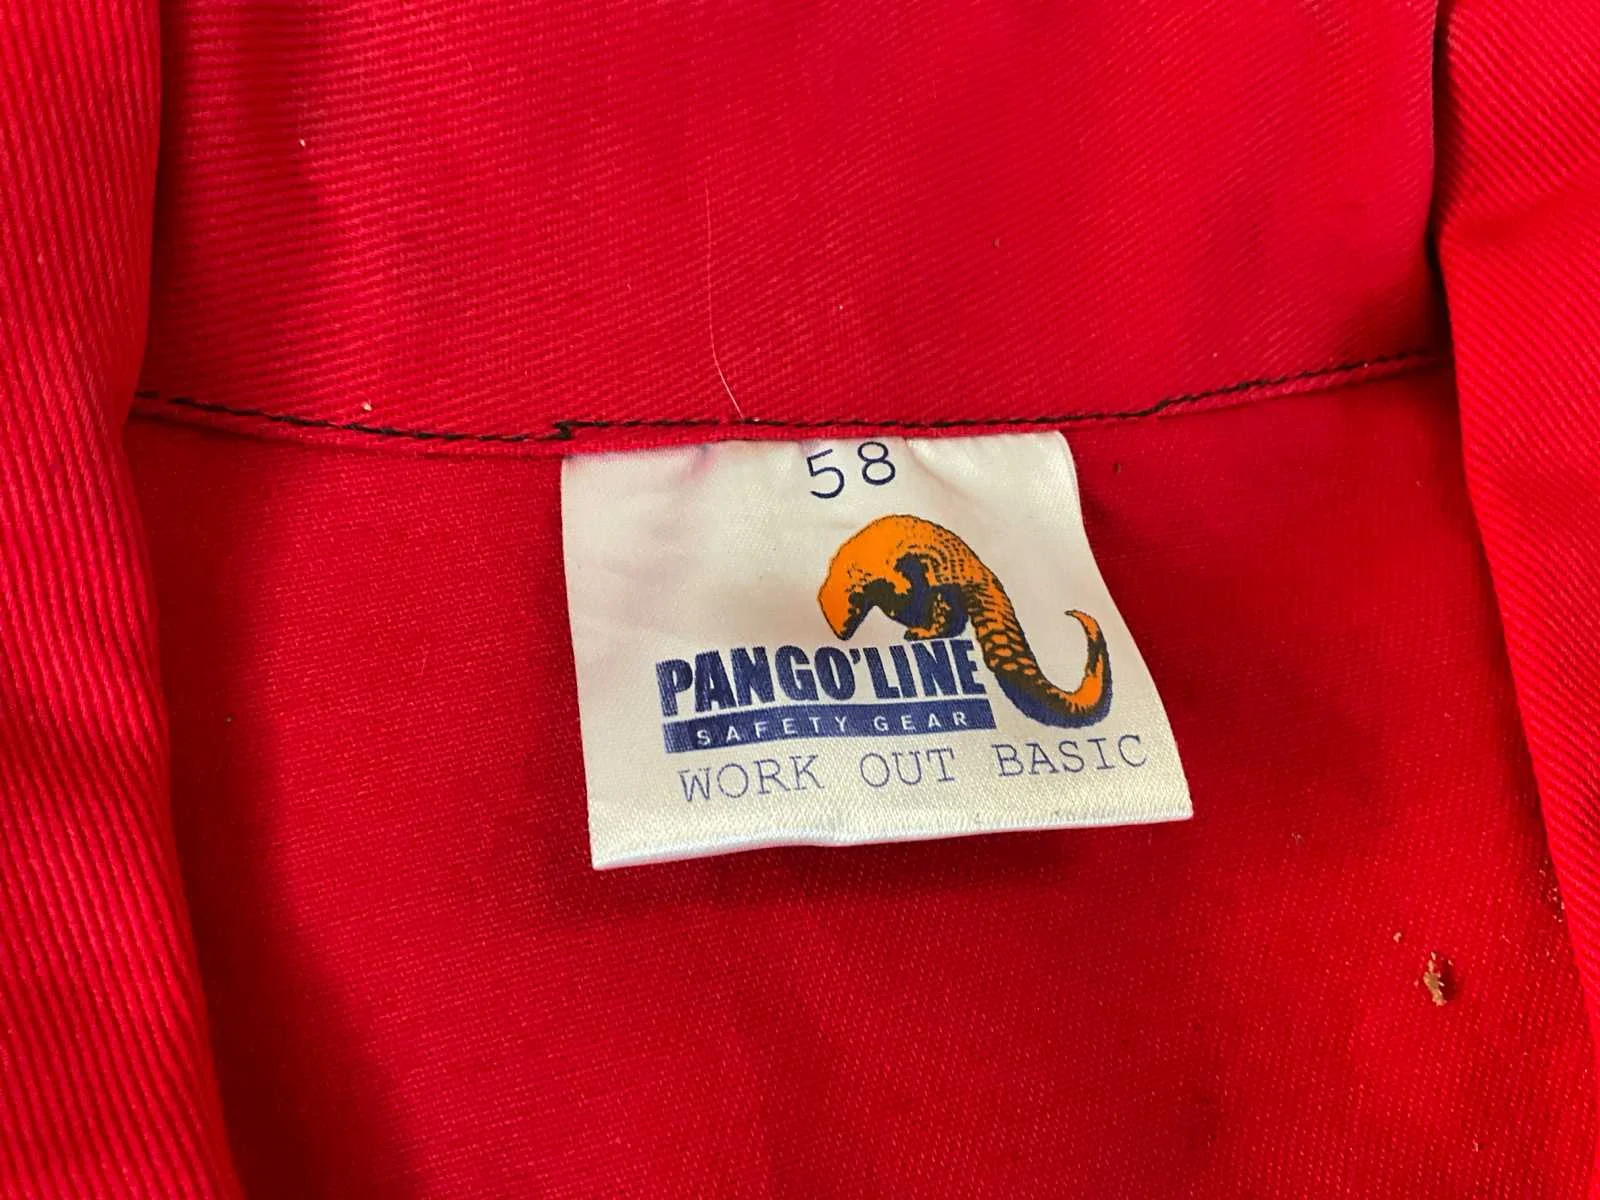 58
PANGO'LINE
SAFETY GEAR
WORK OUT BASIC